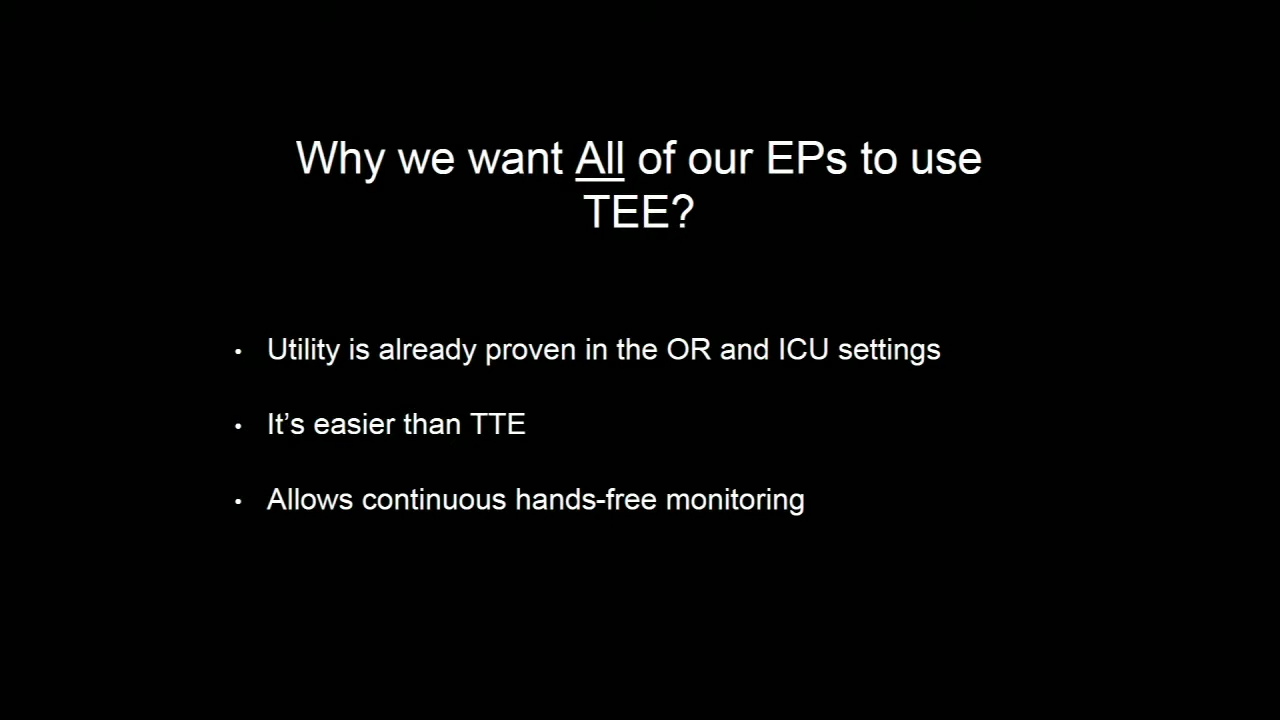 Why we want All of our EPs to use
TEE?
• Utility is already proven in the OR and ICU settings
• It’s easier than TTE
• Allows continuous hands-free monitoring